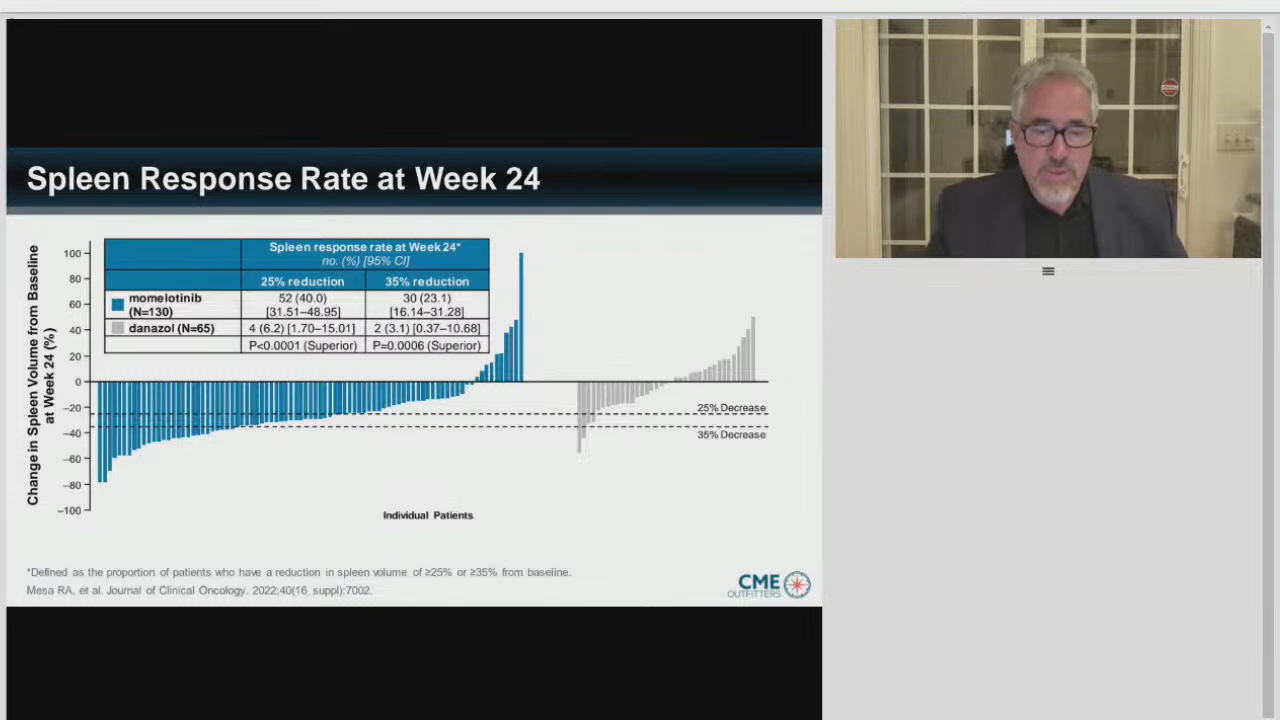 Spleen Response Rate at Week 24
Change in Spleen Volume from Baseline
at Week 24 (%)
100
80
60
40
20
0
–20
–40
–60
–80
–100
Spleen response rate at Week 24*
no. (%) [95% CI]
25% reduction 35% reduction
momelotinib
(N=130)
52 (40.0)
[31.51–48.95]
30 (23.1)
[16.14–31.28]
danazol (N=65) 4 (6.2) [1.70–15.01] 2 (3.1) [0.37–10.68]
P<0.0001 (Superior) P=0.0006 (Superior)
25% Decrease
35% Decrease
Individual Patients
*Defined as the proportion of patients who have a reduction in spleen volume of ≥25% or ≥35% from baseline.
Mesa RA, et al. Journal of Clinical Oncology. 2022;40(16_suppl):7002.
CME
OUTFITTERS